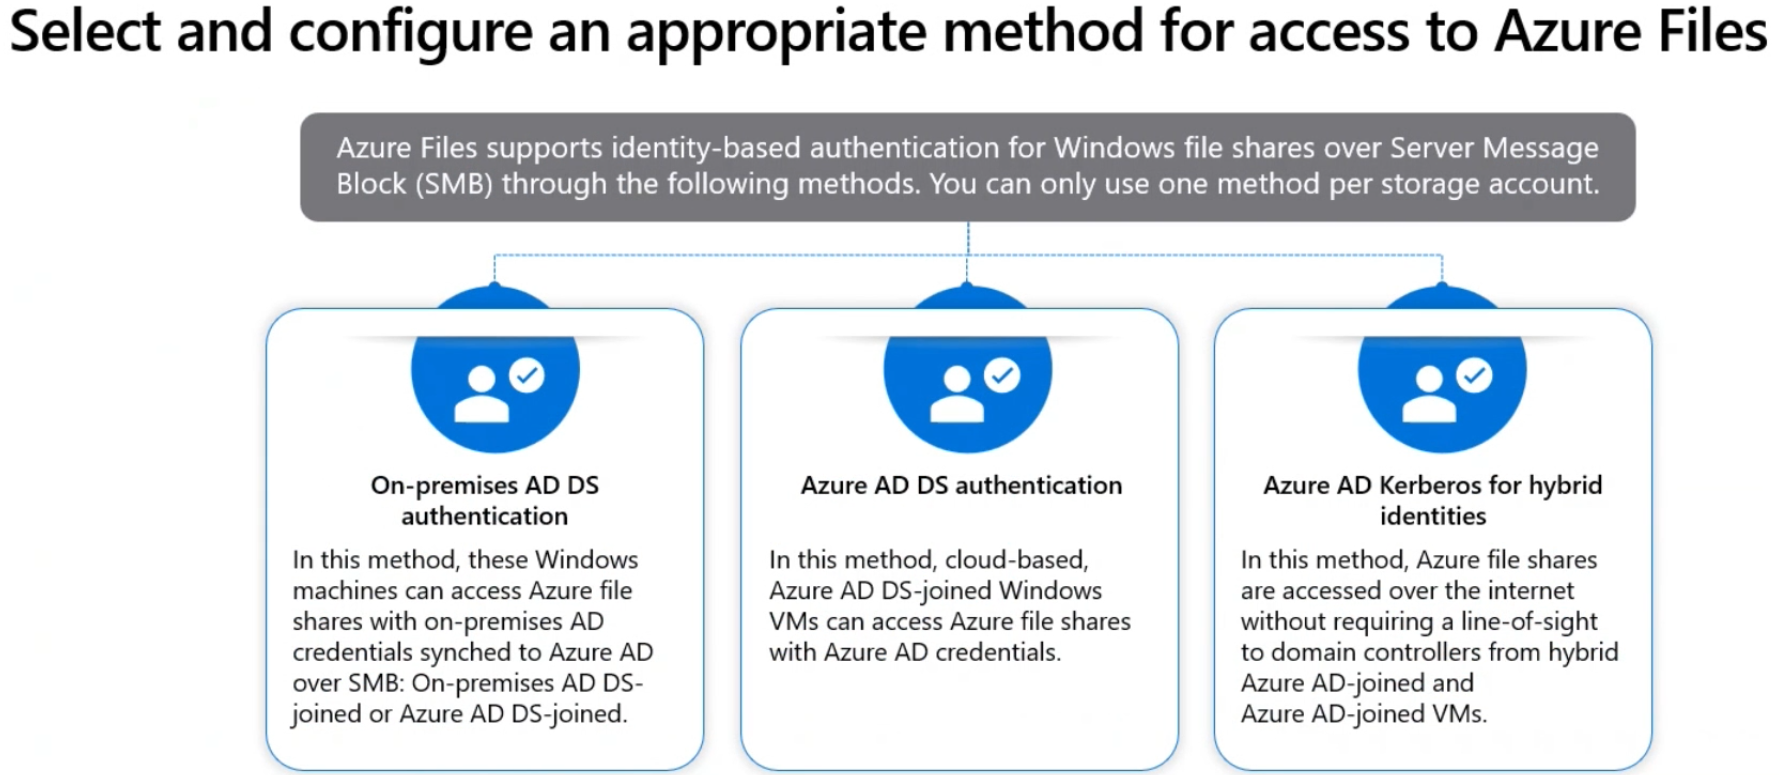 Select and configure an appropriate method for access to Azure Files
Azure Files supports identity-based authentication for Windows file shares over Server Message
Block (SMB) through the following methods. You can only use one method per storage account.
On-premises AD DS
authentication
In this method, these Windows
machines can access Azure file
shares with on-premises AD
credentials synched to Azure AD
over SMB: On-premises AD DS-
joined or Azure AD DS-joined.
Azure AD DS authentication
In this method, cloud-based,
Azure AD DS-joined Windows
VMs can access Azure file shares
with Azure AD credentials.
Azure AD Kerberos for hybrid
identities
In this method, Azure file shares
are accessed over the internet
without requiring a line-of-sight
to domain controllers from hybrid
Azure AD-joined and
Azure AD-joined VMs.